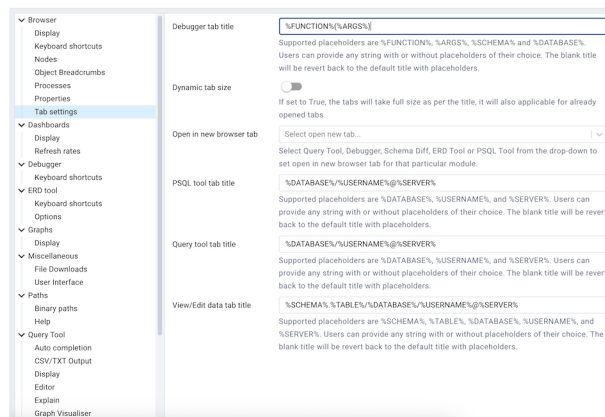 Browser
Display
Keyboard shortcuts
Nodes
Object Breadcrumbs
Processes
Properties
Tab settings
Dashboards
Display
Refresh rates
Debugger
Keyboard shortcuts
ERD tool
Keyboard shortcuts
Options
Graphs
Display
Miscellaneous
File Downloads
User Interface
Paths
Binary paths
Help
Query Tool
Auto completion
CSV/TXT Output
Display
Editor
Explain
Graph Visualiser
Debugger tab title
%FUNCTION%(%ARGS%)
Supported placeholders are %FUNCTION%, %ARGS%, %SCHEMA% and %DATABASE%.
Users can provide any string with or without placeholders of their choice. The blank title
will be revert back to the default title with placeholders.
Dynamic tab size
If set to True, the tabs will take full size as per the title, it will also applicable for already
opened tabs
Open in new browser tab
Select open new tab...
Select Query Tool, Debugger, Schema Diff, ERD Tool or PSQL Tool from the drop-down to
set open in new browser tab for that particular module.
PSQL tool tab title
%DATABASE%/%USERNAME%@%SERVER%
Supported placeholders are %DATABASE%, %USERNAME%, and %SERVER%. Users can
provide any string with or without placeholders of their choice. The blank title will be revert
back to the default title with placeholders.
Query tool tab title
%DATABASE%/%USERNAME%@%SERVER%
Supported placeholders are %DATABASE%, %USERNAME%, and %SERVER%. Users can
provide any string with or without placeholders of their choice. The blank title will be revert
back to the default title with placeholders.
View/Edit data tab title
%SCHEMA%.%TABLE%/%DATABASE%/%USERNAME%@%SERVER%
Supported placeholders are %SCHEMA%, %TABLE%, %DATABASE%, %USERNAME%, and
%SERVER%. Users can provide any string with or without placeholders of their choice. The
blank title will be revert back to the default title with placeholders.